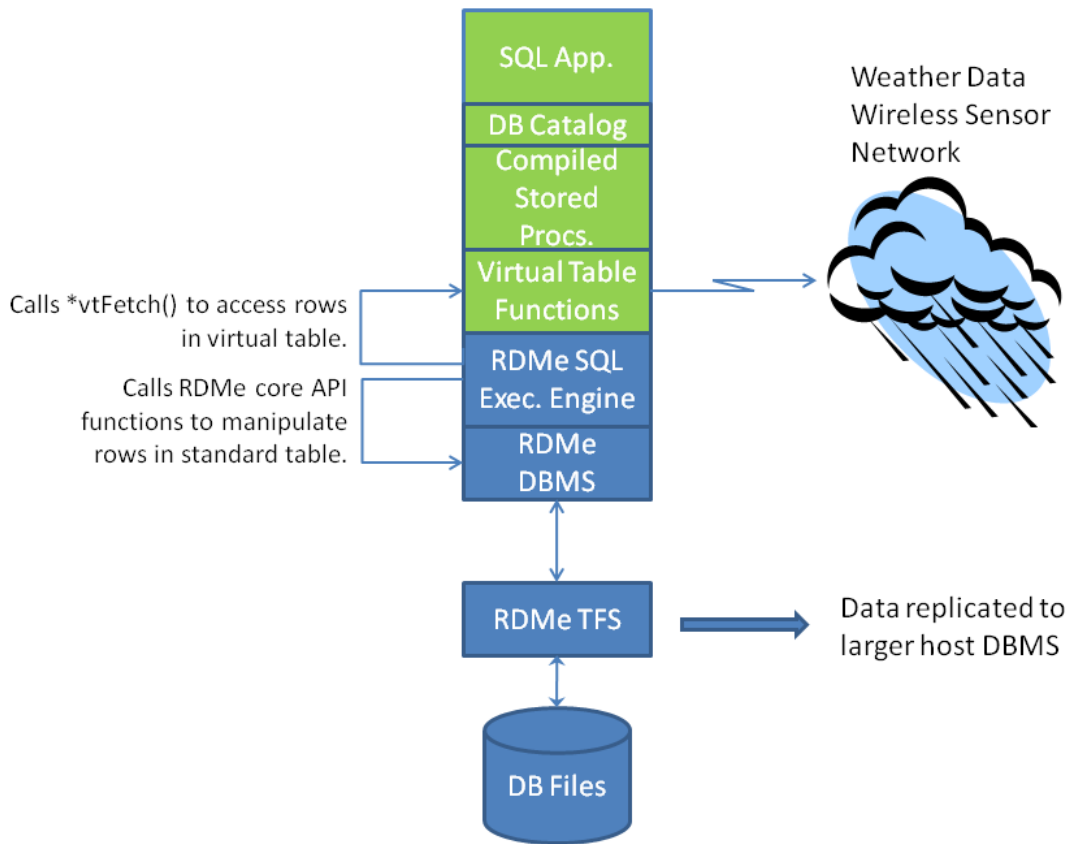 SQL App.
DB Catalog
Compiled
Stored
Procs.
Virtual Table
Functions
RDMe SQL
Exec. Engine
RDMe
DBMS
RDMe TFS
DB Files
Calls *vtFetch() to access rows
in virtual table.
Calls RDMe core API
functions to manipulate
rows in standard table.
Weather Data
Wireless Sensor
Network
Data replicated to
larger host DBMS